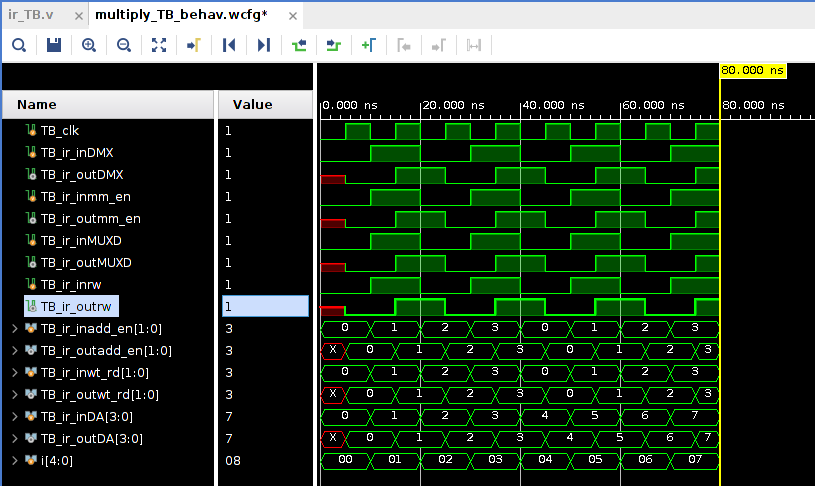 ir_TB.v × multiply_TB_behav.wcfg* ×
80.000 ns
Name Value 0.000 ns 20.000 ns 40.000 ns 60.000 ns 80.000 ns
TB_clk 1
TB_ir_inDMX 1
TB_ir_outDMX 1
TB_ir_inmm_en 1
TB_ir_outmm_en 1
TB_ir_inMUXD 1
TB_ir_outMUXD 1
TB_ir_inrw 1
TB_ir_outrw 1
TB_ir_inadd_en[1:0] 3 0 1 2 3 0 1 2 3
TB_ir_outadd_en[1:0] 3 X 0 1 2 3 0 1 2 3
TB_ir_inwt_rd[1:0] 3 0 1 2 3 0 1 2 3
TB_ir_outwt_rd[1:0] 3 X 0 1 2 3 0 1 2 3
TB_ir_inDA[3:0] 7 0 1 2 3 4 5 6 7
TB_ir_outDA[3:0] 7 X 0 1 2 3 4 5 6 7
i[4:0] 08 00 01 02 03 04 05 06 07